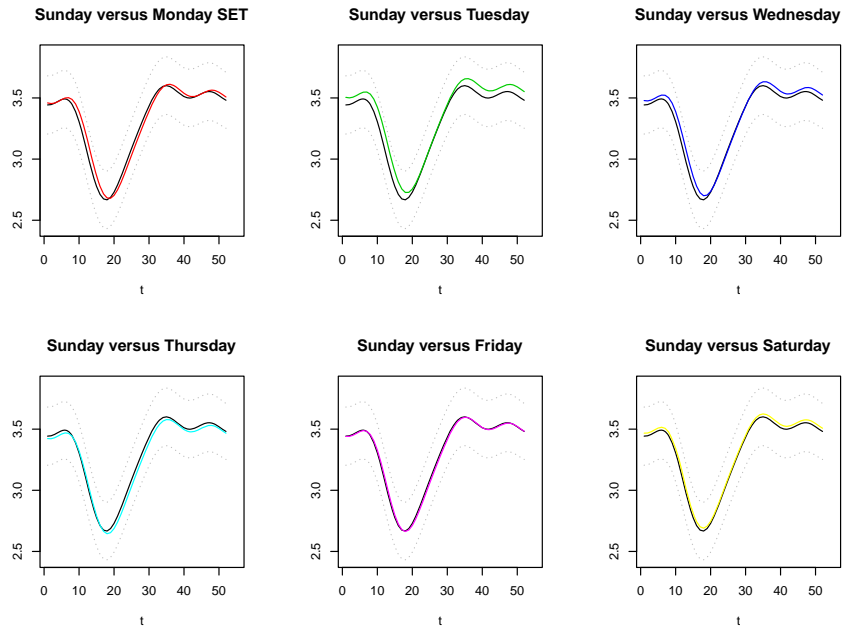 Sunday versus Monday SET
Sunday versus Tuesday
Sunday versus Wednesday
3.5
3.0
2.5
0 10 20 30 40 50
t
3.5
3.0
2.5
0 10 20 30 40 50
t
3.5
3.0
2.5
0 10 20 30 40 50
t
Sunday versus Thursday
Sunday versus Friday
Sunday versus Saturday
3.5
3.0
2.5
0 10 20 30 40 50
t
3.5
3.0
2.5
0 10 20 30 40 50
t
3.5
3.0
2.5
0 10 20 30 40 50
t